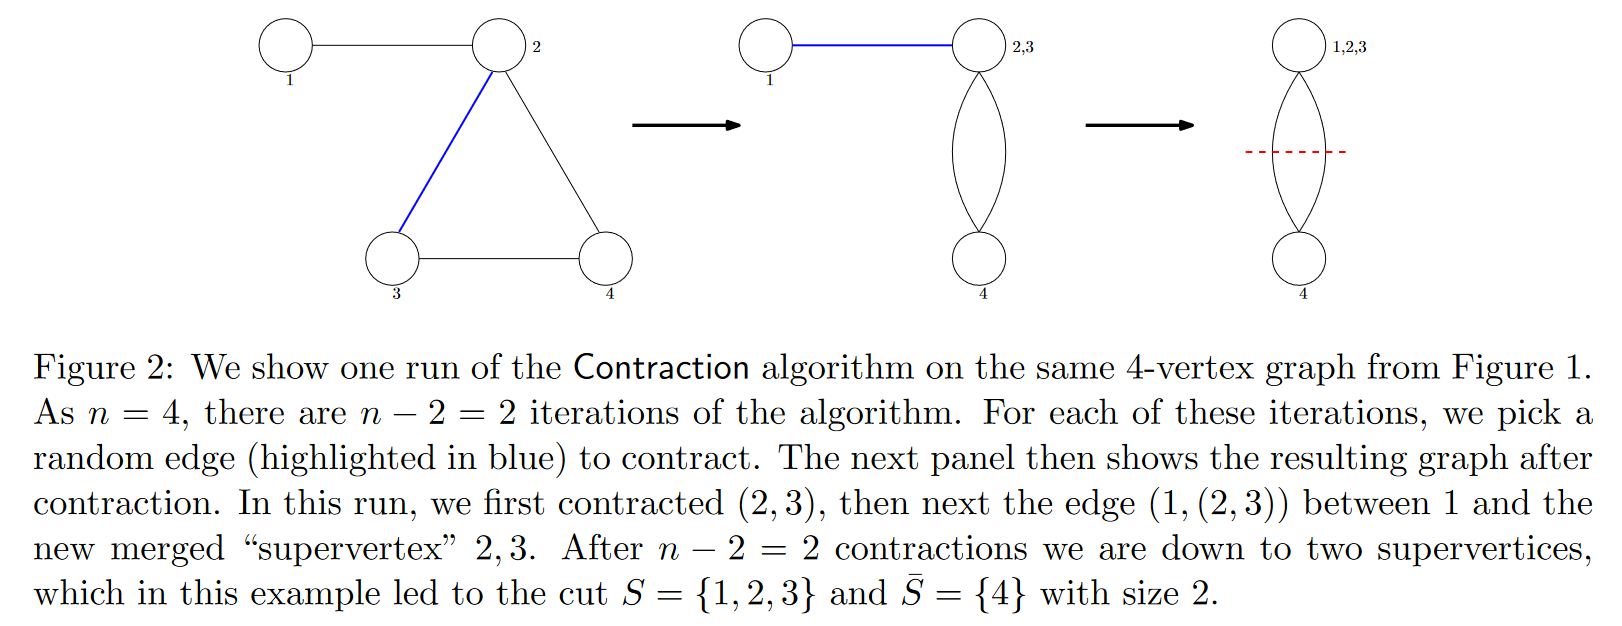 2
1
3
4
2,3
1
4
1,2,3
4
Figure 2: We show one run of the Contraction algorithm on the same 4-vertex graph from Figure 1.
As n = 4, there are n − 2 = 2 iterations of the algorithm. For each of these iterations, we pick a
random edge (highlighted in blue) to contract. The next panel then shows the resulting graph after
contraction. In this run, we first contracted (2, 3), then next the edge (1, (2, 3)) between 1 and the
new merged “supervertex” 2, 3. After n − 2 = 2 contractions we are down to two supervertices,
which in this example led to the cut S = {1, 2, 3} and S̄ = {4} with size 2.